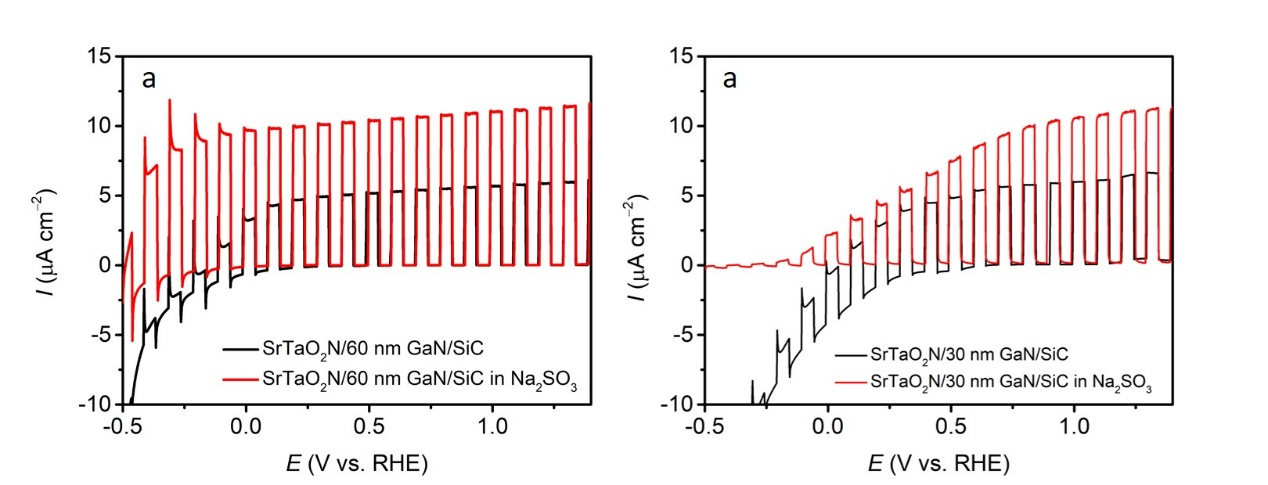 a
15
10
5
0
-5
-10
I (μA cm⁻²)
SrTaO₂N/60 nm GaN/SiC
SrTaO₂N/60 nm GaN/SiC in Na₂SO₃
-0.5 0.0 0.5 1.0
E (V vs. RHE)
a
15
10
5
0
-5
-10
I (μA cm⁻²)
SrTaO₂N/30 nm GaN/SiC
SrTaO₂N/30 nm GaN/SiC in Na₂SO₃
-0.5 0.0 0.5 1.0
E (V vs. RHE)